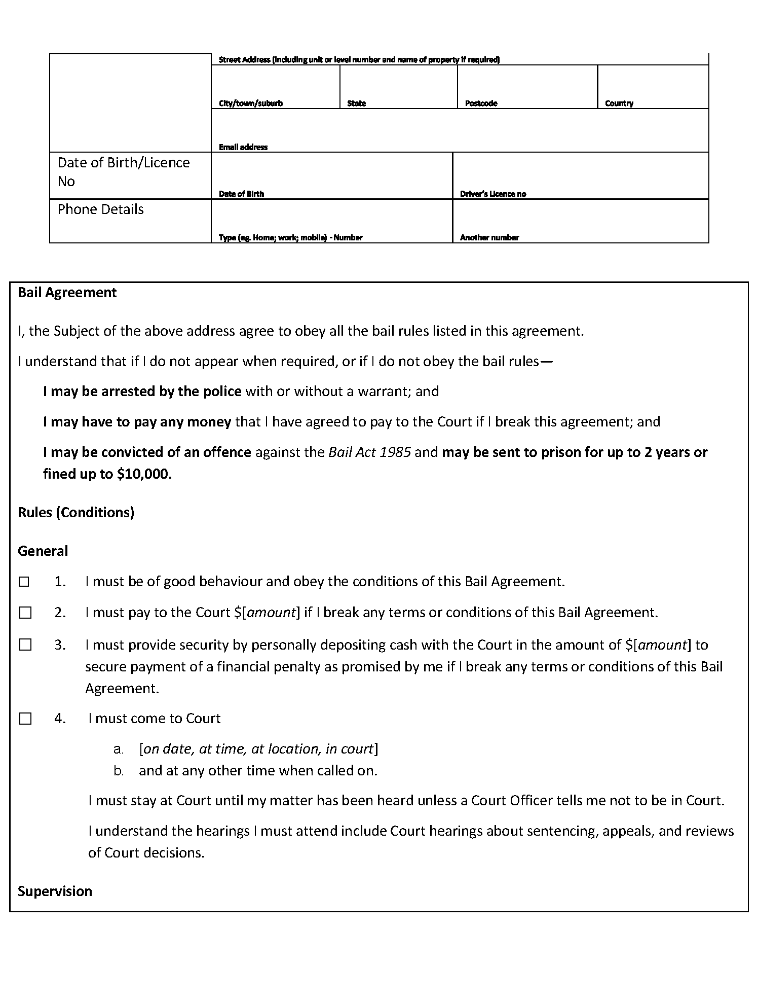 Street Address (including unit or level number and name of property if required)
City/town/suburb State Postcode Country
Email address
Date of Birth/Licence
No
Date of Birth Driver's Licence no
Phone Details
Type (eg. Home; work; mobile) - Number Another number
Bail Agreement
I, the Subject of the above address agree to obey all the bail rules listed in this agreement.
I understand that if I do not appear when required, or if I do not obey the bail rules—
I may be arrested by the police with or without a warrant; and
I may have to pay any money that I have agreed to pay to the Court if I break this agreement; and
I may be convicted of an offence against the Bail Act 1985 and may be sent to prison for up to 2 years or
fined up to $10,000.
Rules (Conditions)
General
☐ 1. I must be of good behaviour and obey the conditions of this Bail Agreement.
☐ 2. I must pay to the Court $[amount] if I break any terms or conditions of this Bail Agreement.
☐ 3. I must provide security by personally depositing cash with the Court in the amount of $[amount] to
secure payment of a financial penalty as promised by me if I break any terms or conditions of this Bail
Agreement.
☐ 4. I must come to Court
a. [on date, at time, at location, in court]
b. and at any other time when called on.
I must stay at Court until my matter has been heard unless a Court Officer tells me not to be in Court.
I understand the hearings I must attend include Court hearings about sentencing, appeals, and reviews
of Court decisions.
Supervision